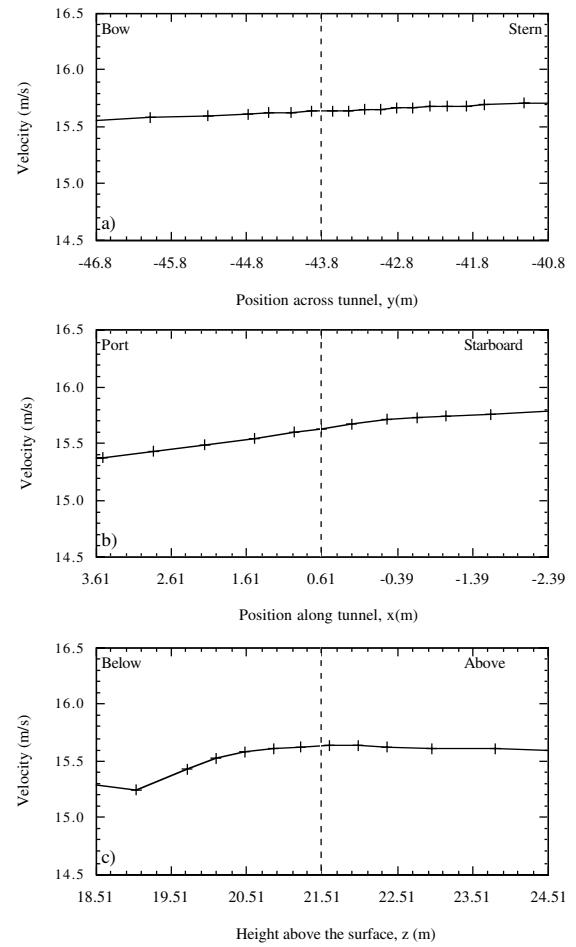 16.5
Bow
Stern
16.0
15.5
15.0
a)
14.5
-46.8 -45.8 -44.8 -43.8 -42.8 -41.8 -40.8
Velocity (m/s)
Position across tunnel, y(m)
16.5
Port
Starboard
16.0
15.5
15.0
b)
14.5
3.61 2.61 1.61 0.61 -0.39 -1.39 -2.39
Velocity (m/s)
Position along tunnel, x(m)
16.5
Below
Above
16.0
15.5
15.0
c)
14.5
18.51 19.51 20.51 21.51 22.51 23.51 24.51
Velocity (m/s)
Height above the surface, z (m)